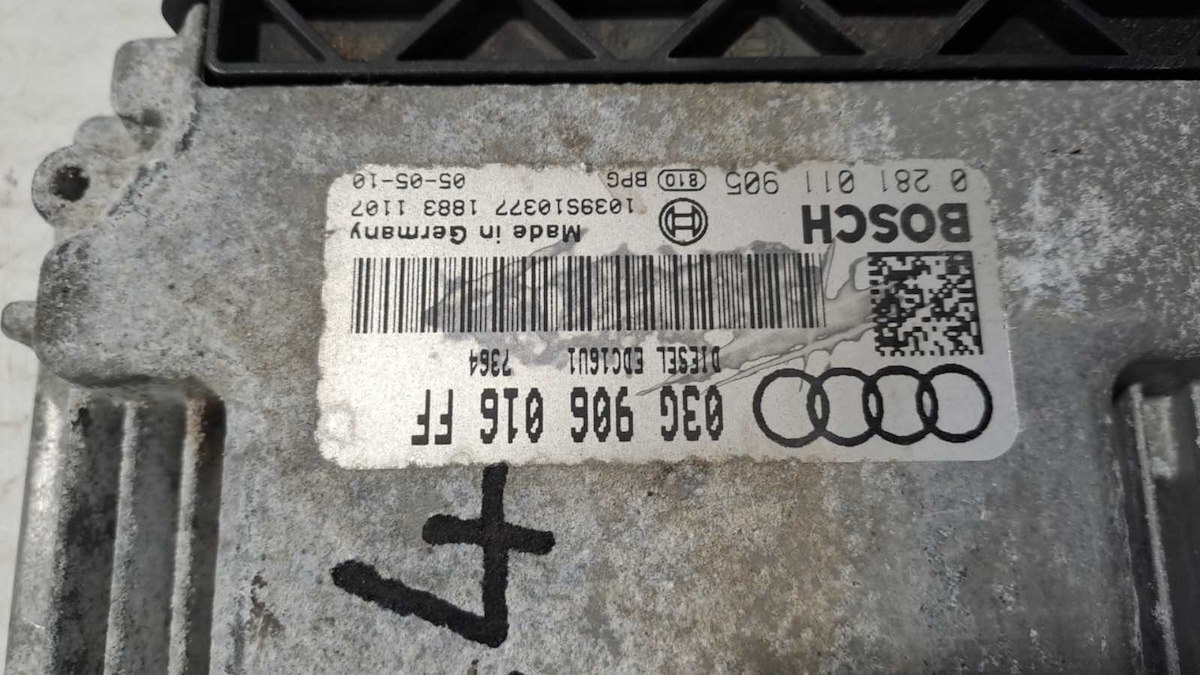 03G 906 016 FF
DIESEL EDC16U1 7364
BOSCH
Made in Germany
1039S10377 1883 1107
0 281 011 905
810 BPG 05-05-10
4